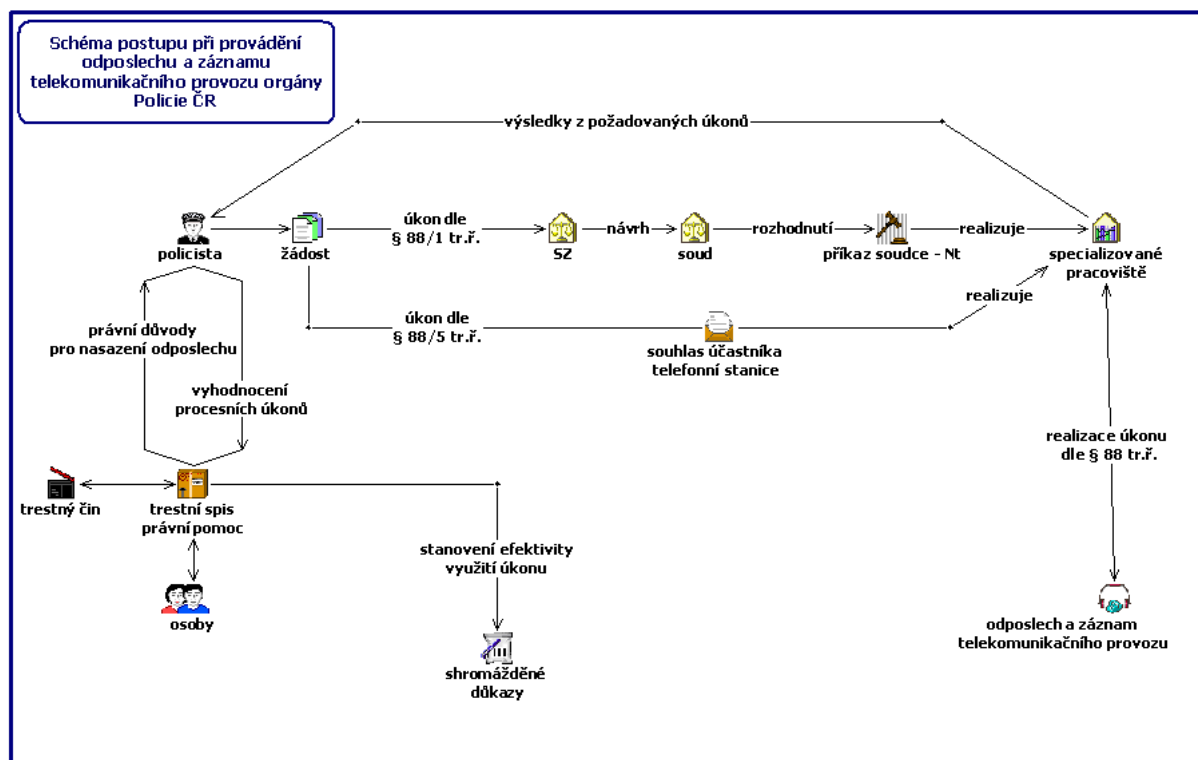 Schéma postupu při provádění
odposlechu a záznamu
telekomunikačního provozu orgány
Policie ČR
výsledky z požadovaných úkonů
úkon dle
§ 88/1 tr.ř.
návrh
rozhodnutí
realizuje
policista
žádost
SZ
soud
příkaz soudce - Nt
specializované
pracoviště
realizuje
právní důvody
pro nasazení odposlechu
úkon dle
§ 88/5 tr.ř.
souhlas účastníka
telefonní stanice
vyhodnocení
procesních úkonů
realizace úkonu
dle § 88 tr.ř.
trestný čin
trestní spis
právní pomoc
stanovení efektivity
využití úkonu
osoby
odposlech a záznam
telekomunikačního provozu
shromážděné
důkazy